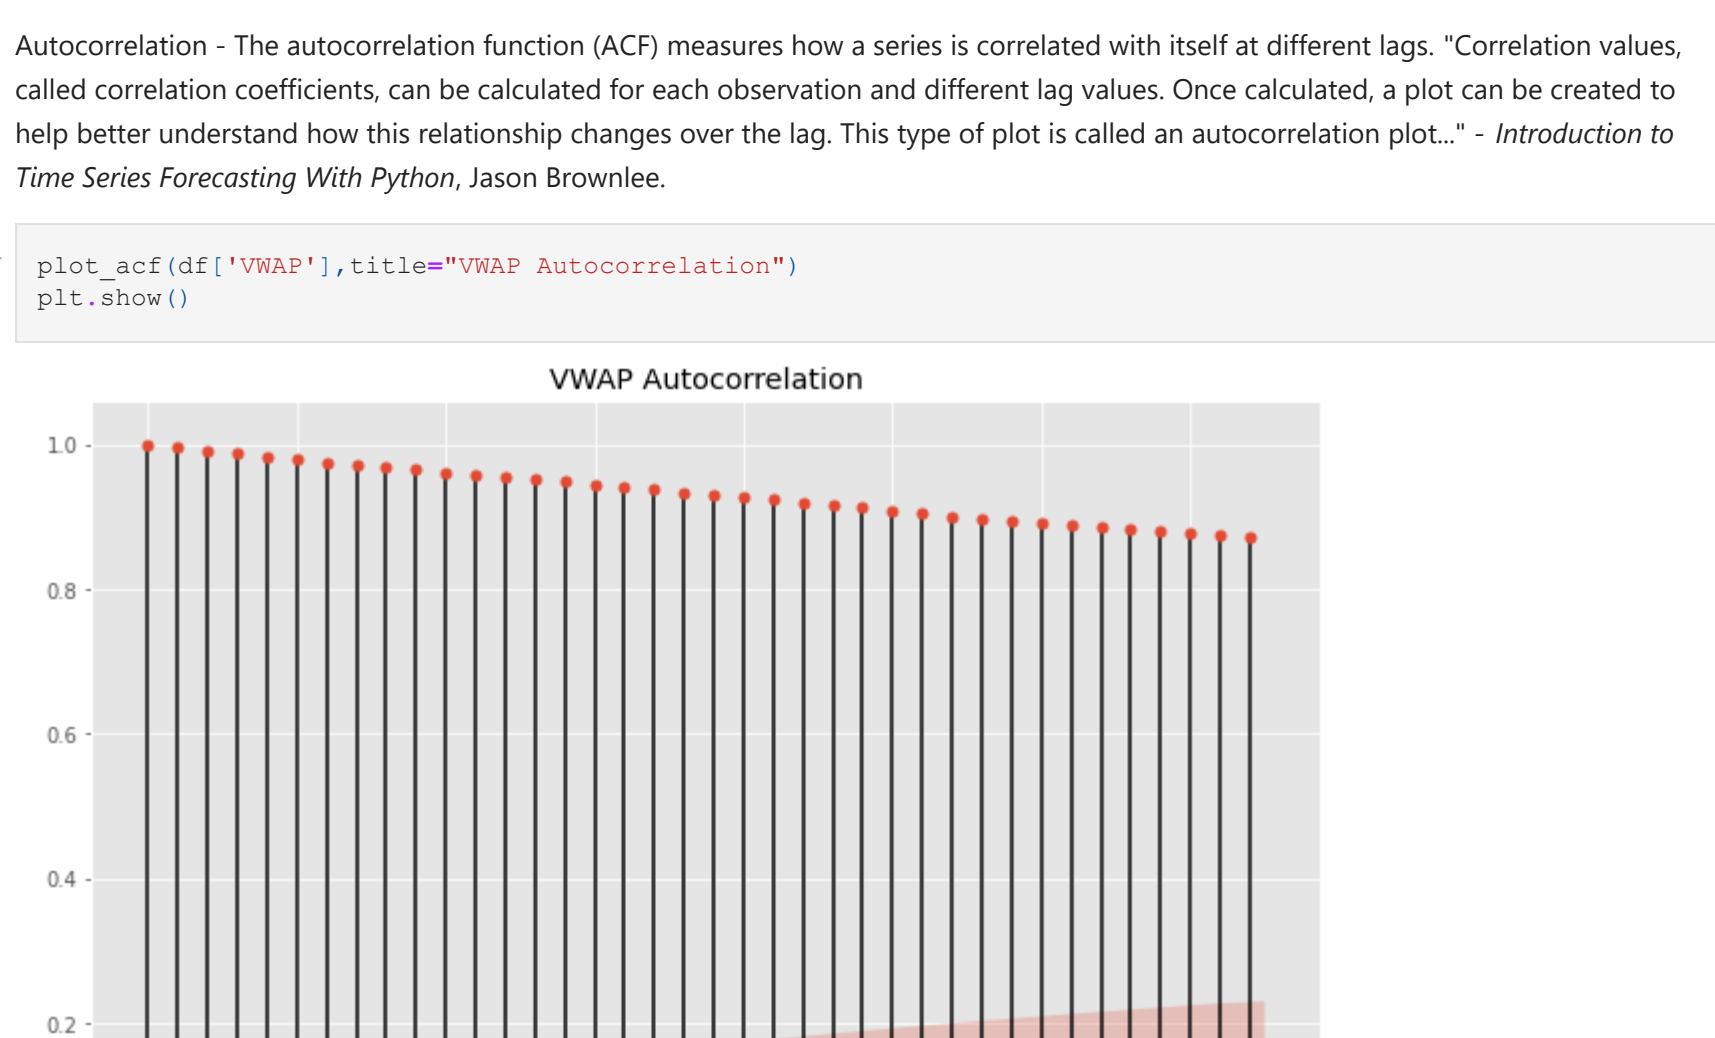 Autocorrelation - The autocorrelation function (ACF) measures how a series is correlated with itself at different lags. "Correlation values,
called correlation coefficients, can be calculated for each observation and different lag values. Once calculated, a plot can be created to
help better understand how this relationship changes over the lag. This type of plot is called an autocorrelation plot..." - Introduction to
Time Series Forecasting With Python, Jason Brownlee.
plot_acf(df['VWAP'],title="VWAP Autocorrelation")
plt.show()
VWAP Autocorrelation
1.0
0.8
0.6
0.4
0.2